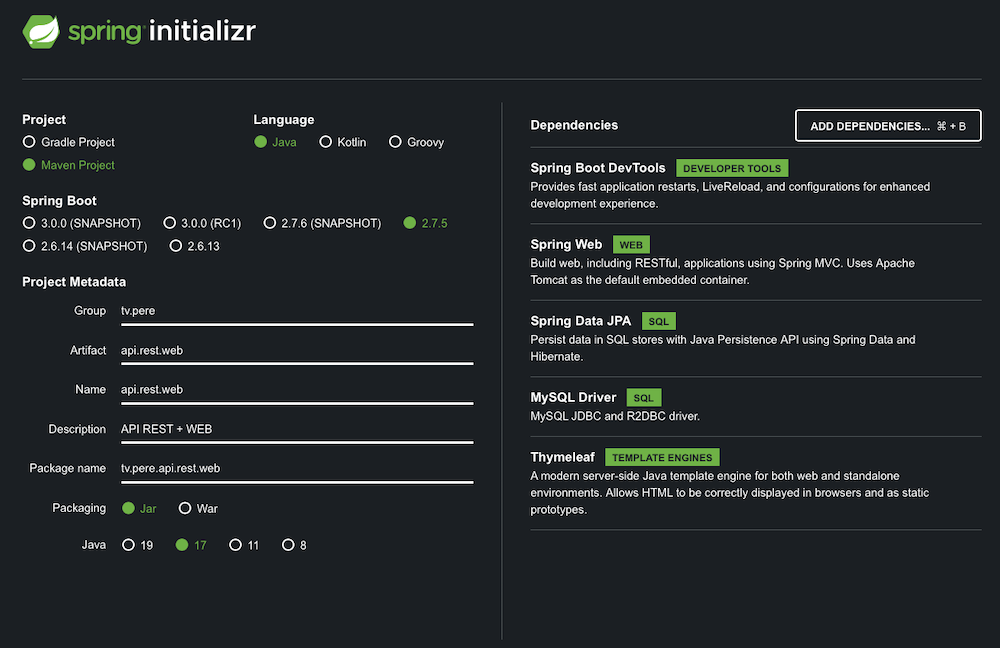 spring initializr
Project
Gradle Project
Maven Project
Language
Java Kotlin Groovy
Spring Boot
3.0.0 (SNAPSHOT) 3.0.0 (RC1) 2.7.6 (SNAPSHOT) 2.7.5
2.6.14 (SNAPSHOT) 2.6.13
Project Metadata
Group tv.pere
Artifact api.rest.web
Name api.rest.web
Description API REST + WEB
Package name tv.pere.api.rest.web
Packaging Jar War
Java 19 17 11 8
Dependencies
ADD DEPENDENCIES... ⌘ + B
Spring Boot DevTools DEVELOPER TOOLS
Provides fast application restarts, LiveReload, and configurations for enhanced
development experience.
Spring Web WEB
Build web, including RESTful, applications using Spring MVC. Uses Apache
Tomcat as the default embedded container.
Spring Data JPA SQL
Persist data in SQL stores with Java Persistence API using Spring Data and
Hibernate.
MySQL Driver SQL
MySQL JDBC and R2DBC driver.
Thymeleaf TEMPLATE ENGINES
A modern server-side Java template engine for both web and standalone
environments. Allows HTML to be correctly displayed in browsers and as static
prototypes.